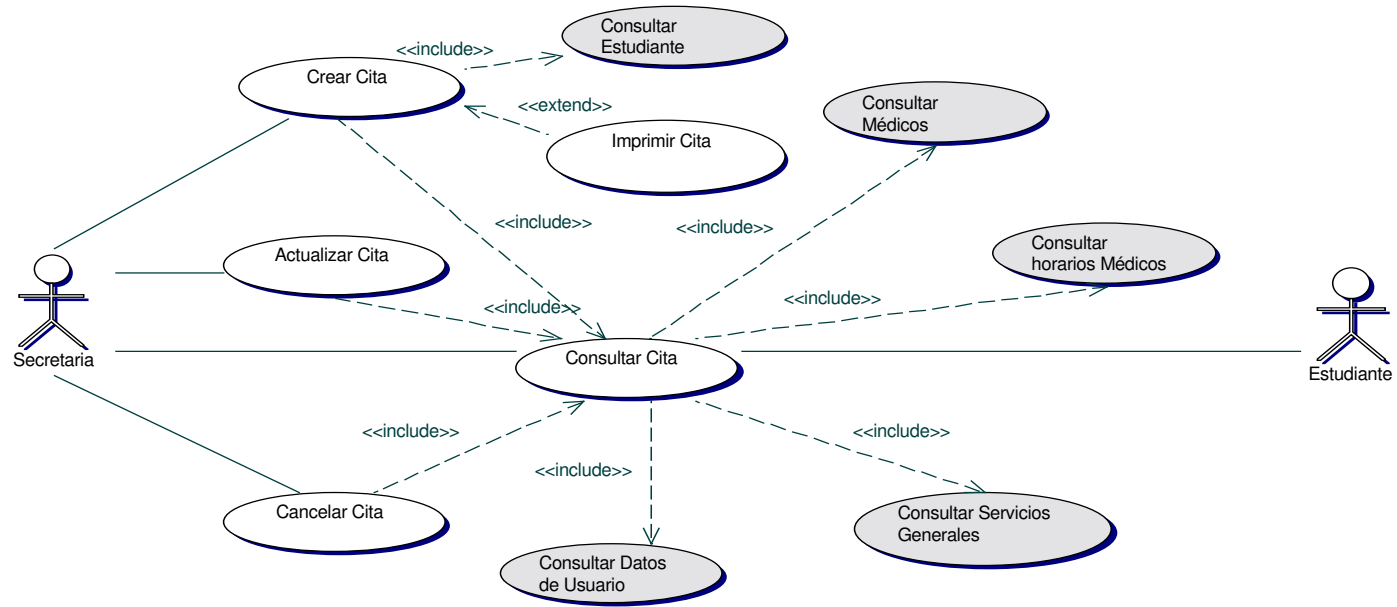 Consultar
Estudiante
<<include>>
Crear Cita
<<extend>>
Consultar
Médicos
Imprimir Cita
<<include>>
<<include>>
Actualizar Cita
Consultar
horarios Médicos
<<include>>
<<include>>
Secretaria
Consultar Cita
Estudiante
<<include>>
<<include>>
<<include>>
Cancelar Cita
Consultar Servicios
Generales
Consultar Datos
de Usuario